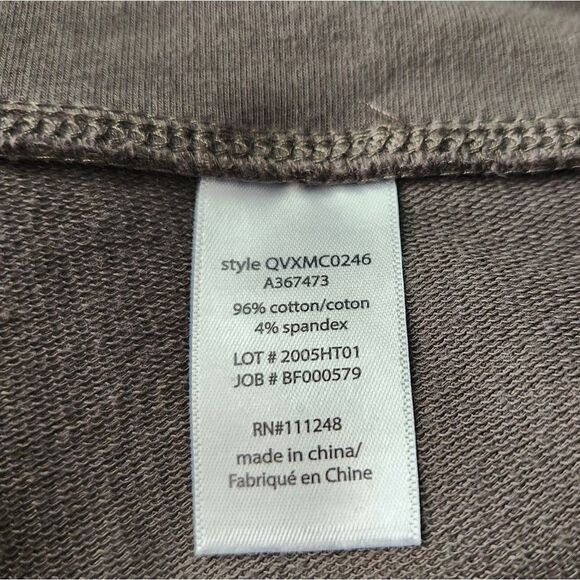 style QVXMC0246
A367473
96% cotton/coton
4% spandex
LOT # 2005HT01
JOB # BF000579
RN#111248
made in china/
Fabriqué en Chine